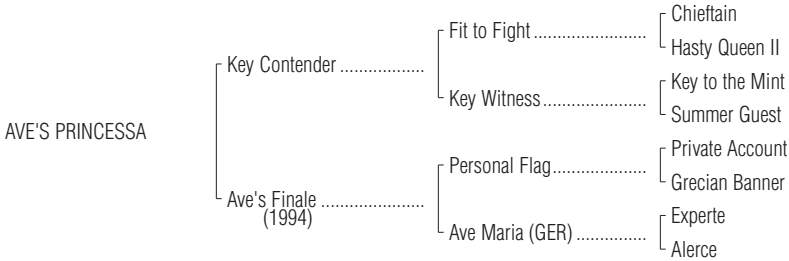 Chieftain
Fit to Fight ........................
Hasty Queen II
Key Contender ..................
Key to the Mint
Key Witness......................
Summer Guest
AVE'S PRINCESSA
Private Account
Personal Flag....................
Grecian Banner
Ave's Finale ......................
(1994)
Experte
Ave Maria (GER) ...............
Alerce